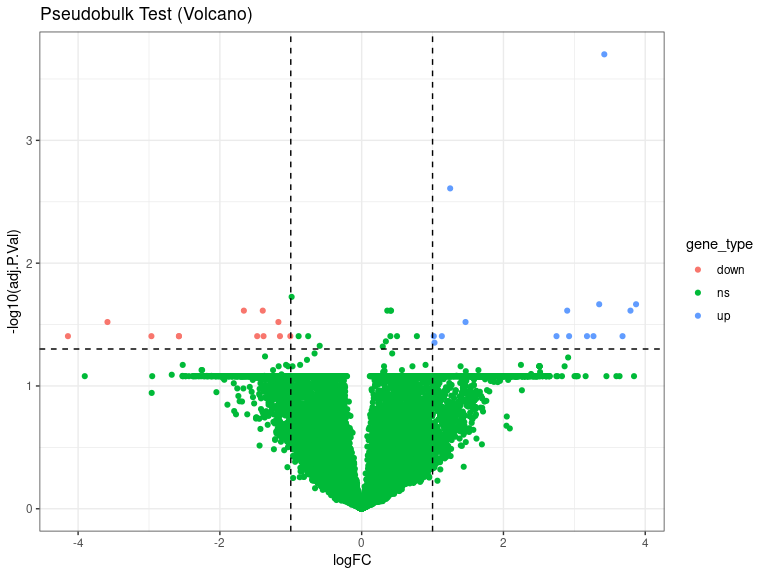 Pseudobulk Test (Volcano)
-log10(adj.P.Val)
3
2
1
0
-4
-2
0
2
4
logFC
gene_type
down
ns
up